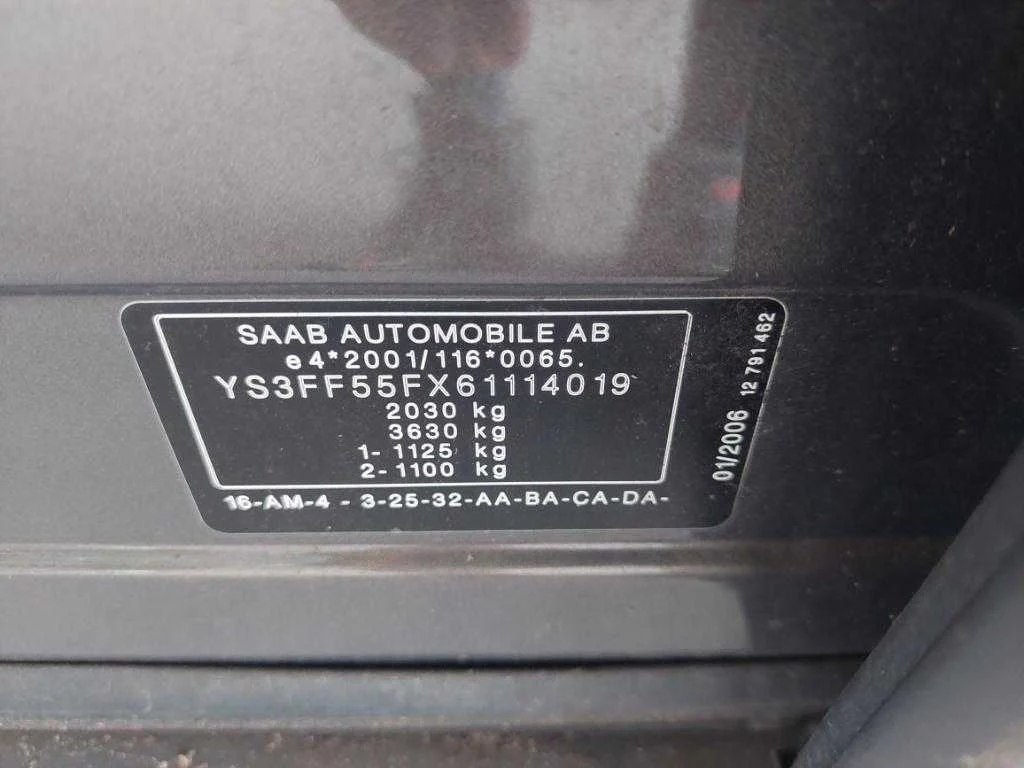 SAAB AUTOMOBILE AB
e4*2001/116*0065.
YS3FF55FX61114019
2030 kg
3630 kg
1- 1125 kg
2- 1100 kg
16-AM-4 - 3-25-32-AA-BA-CA-DA-
01/2006 12 791 462